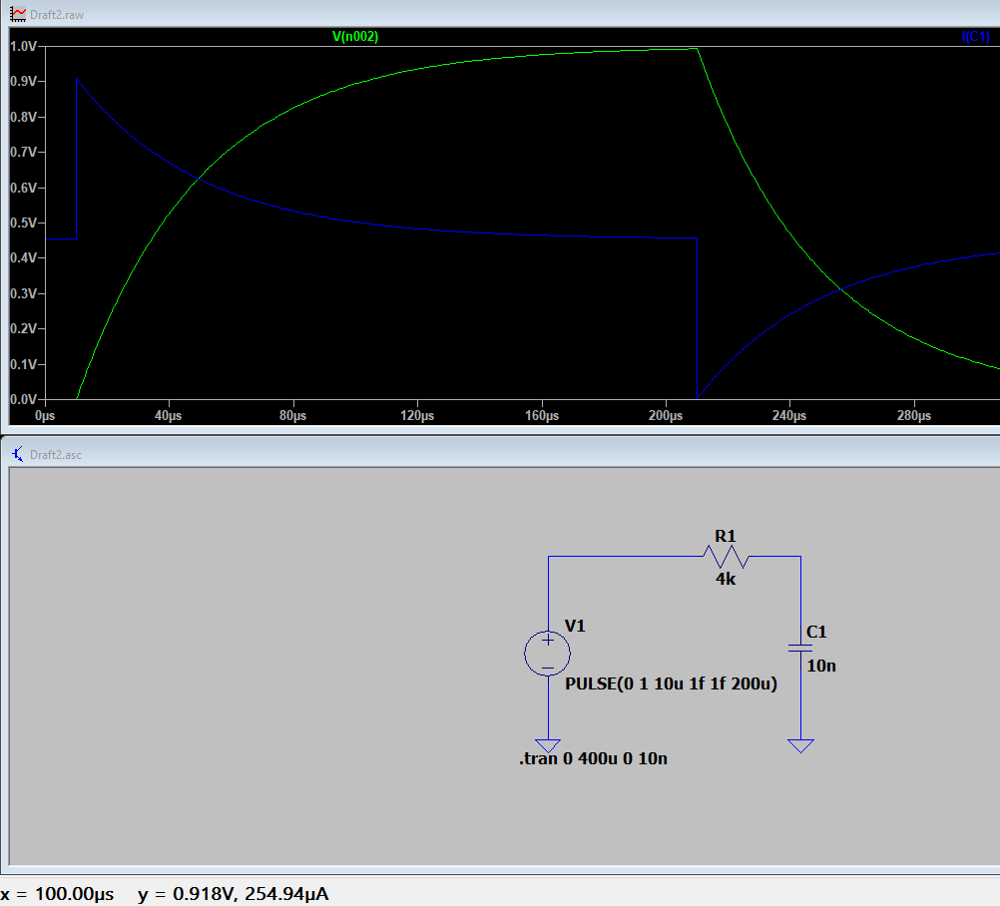 Draft2.raw
V(n002) I(C1)
1.0V
0.9V
0.8V
0.7V
0.6V
0.5V
0.4V
0.3V
0.2V
0.1V
0.0V
0µs 40µs 80µs 120µs 160µs 200µs 240µs 280µs
Draft2.asc
R1
4k
V1
C1
10n
PULSE(0 1 10u 1f 1f 200u)
.tran 0 400u 0 10n
x = 100.00µs y = 0.918V, 254.94µA